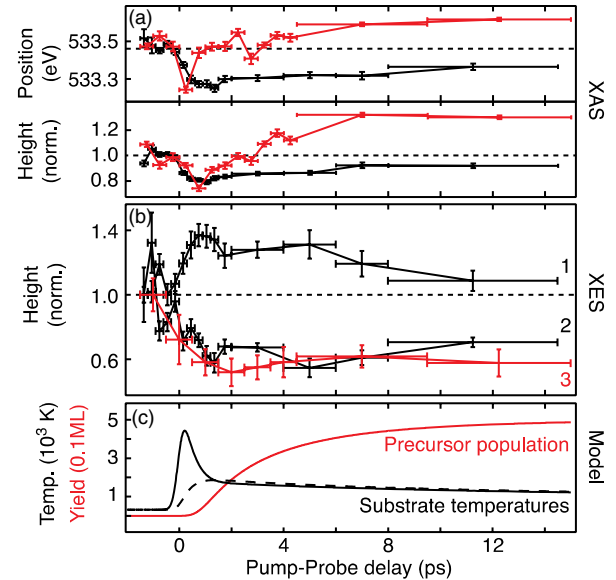 (a)
Position
(eV)
533.5
533.3
XAS
Height
(norm.)
1.2
1.0
0.8
(b)
Height
(norm.)
1.4
1.0
0.6
1
2
3
XES
(c)
Temp. (10³ K)
Yield (0.1ML)
5
3
1
Precursor population
Substrate temperatures
Model
0 4 8 12
Pump-Probe delay (ps)